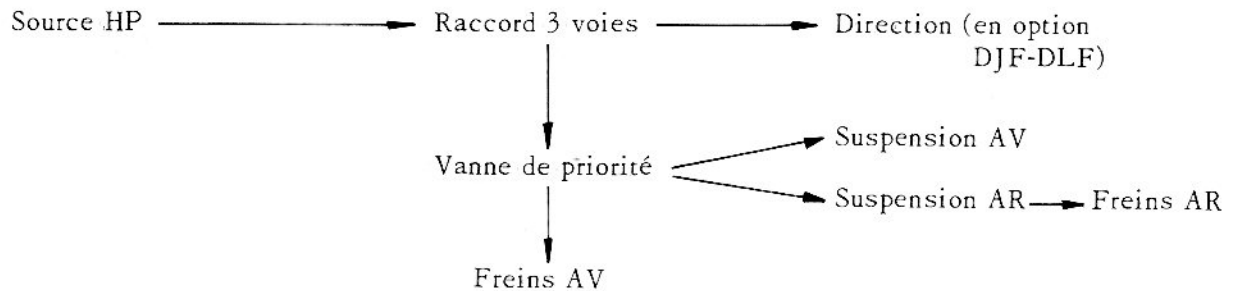 Source HP
Raccord 3 voies
Direction (en option
DJF-DLF)
Suspension AV
Vanne de priorité
Suspension AR
Freins AR
Freins AV